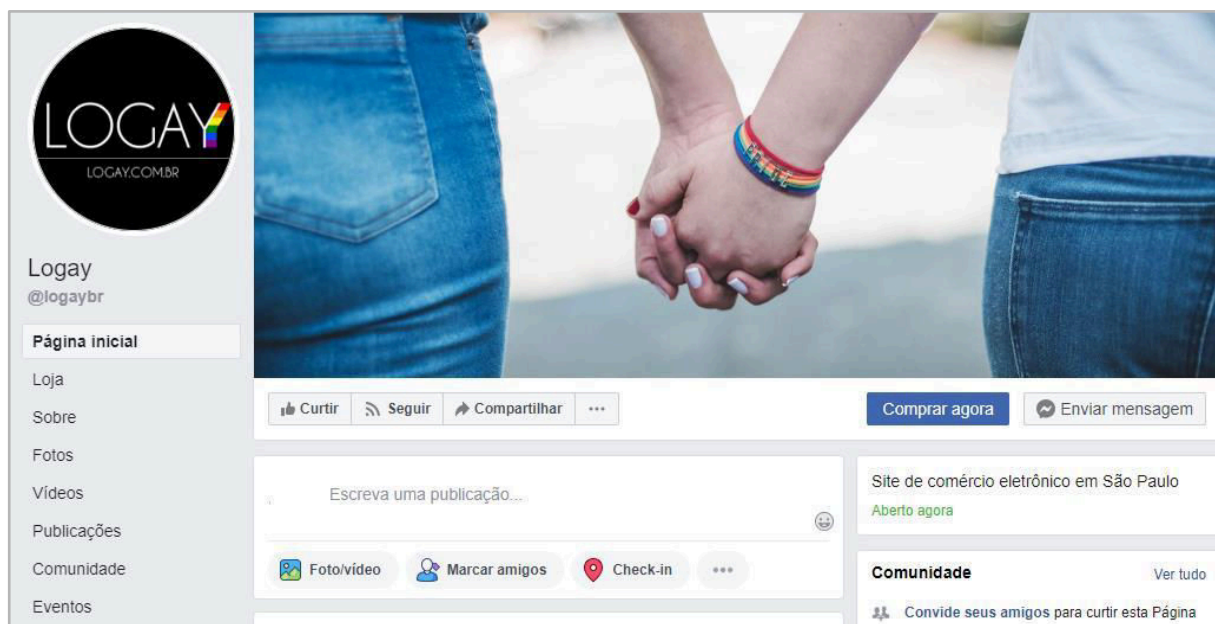 LOGAY
LOGAY.COM.BR
Logay
@logaybr
Página inicial
Loja
Sobre
Fotos
Vídeos
Publicações
Comunidade
Eventos
PRIDE
Curtir
Seguir
Compartilhar
Comprar agora
Enviar mensagem
Escreva uma publicação...
Foto/vídeo
Marcar amigos
Check-in
Site de comércio eletrônico em São Paulo
Aberto agora
Comunidade
Ver tudo
Convide seus amigos para curtir esta Página